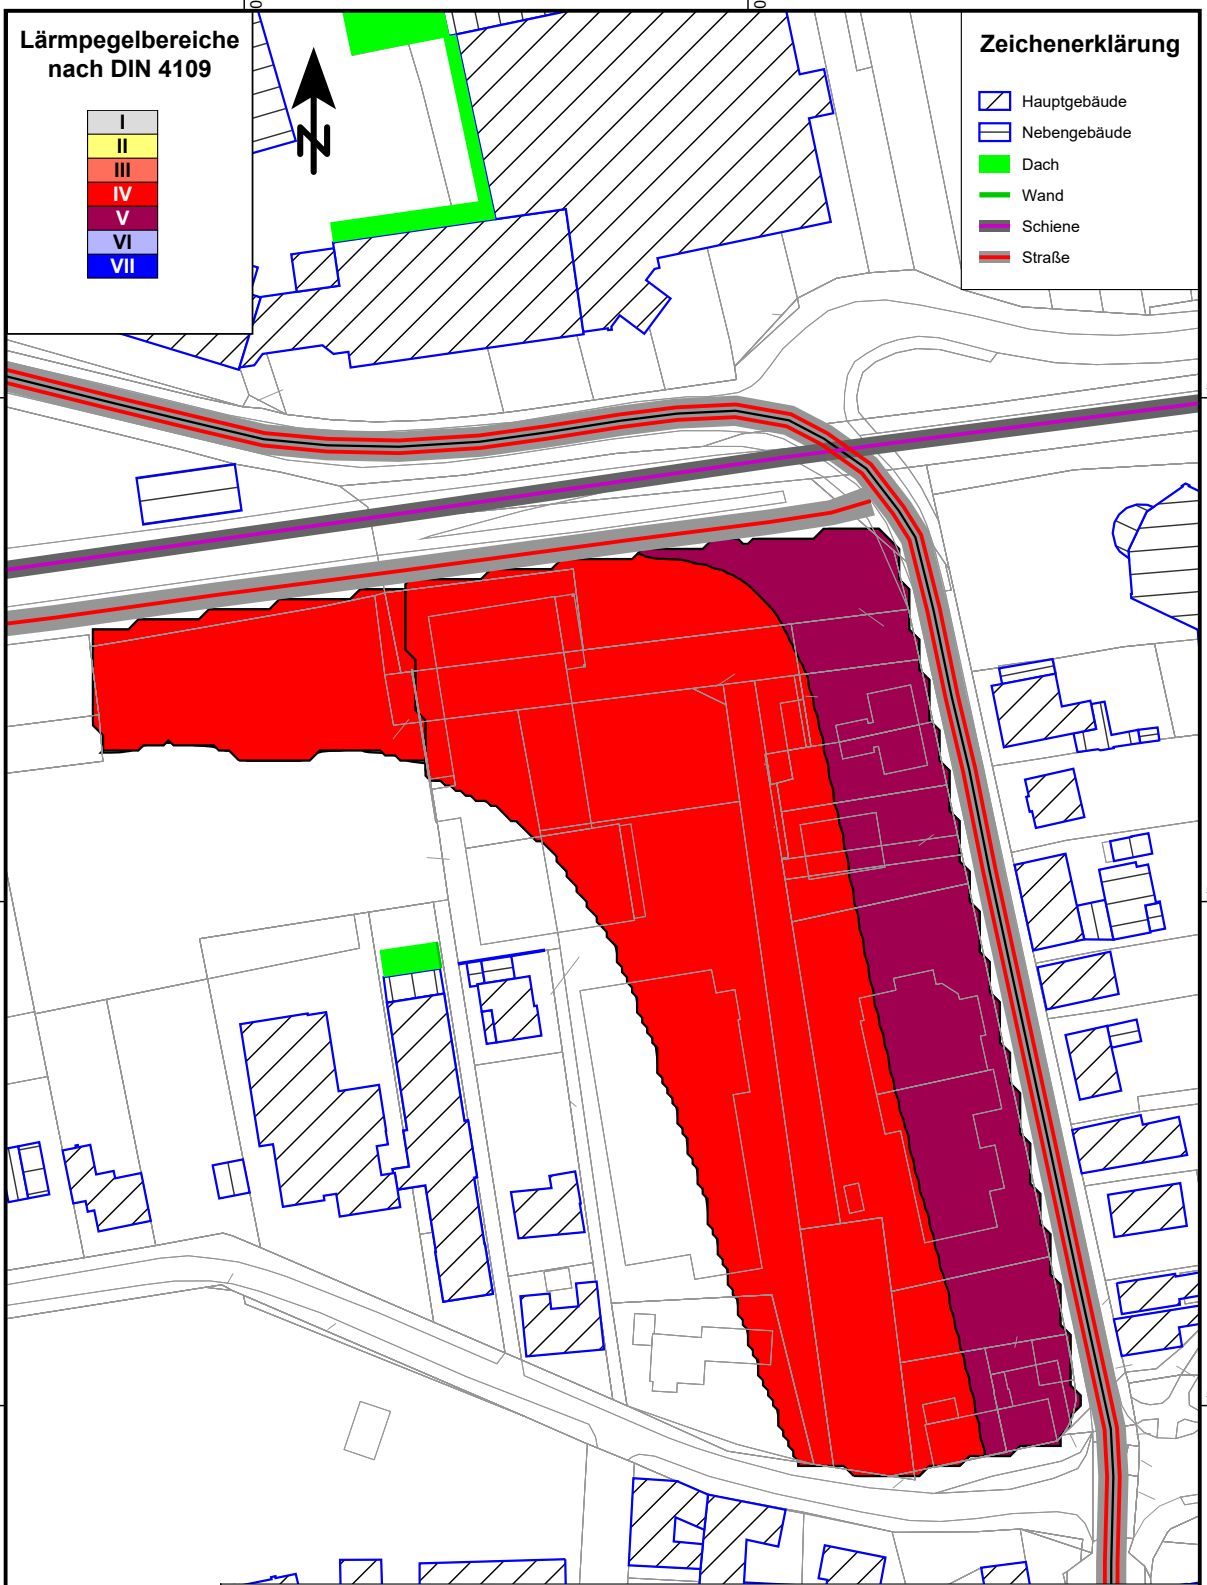 Lärmpegelbereiche
nach DIN 4109
I
II
III
IV
V
VI
VII
N
Zeichenerklärung
Hauptgebäude
Nebengebäude
Dach
Wand
Schiene
Straße